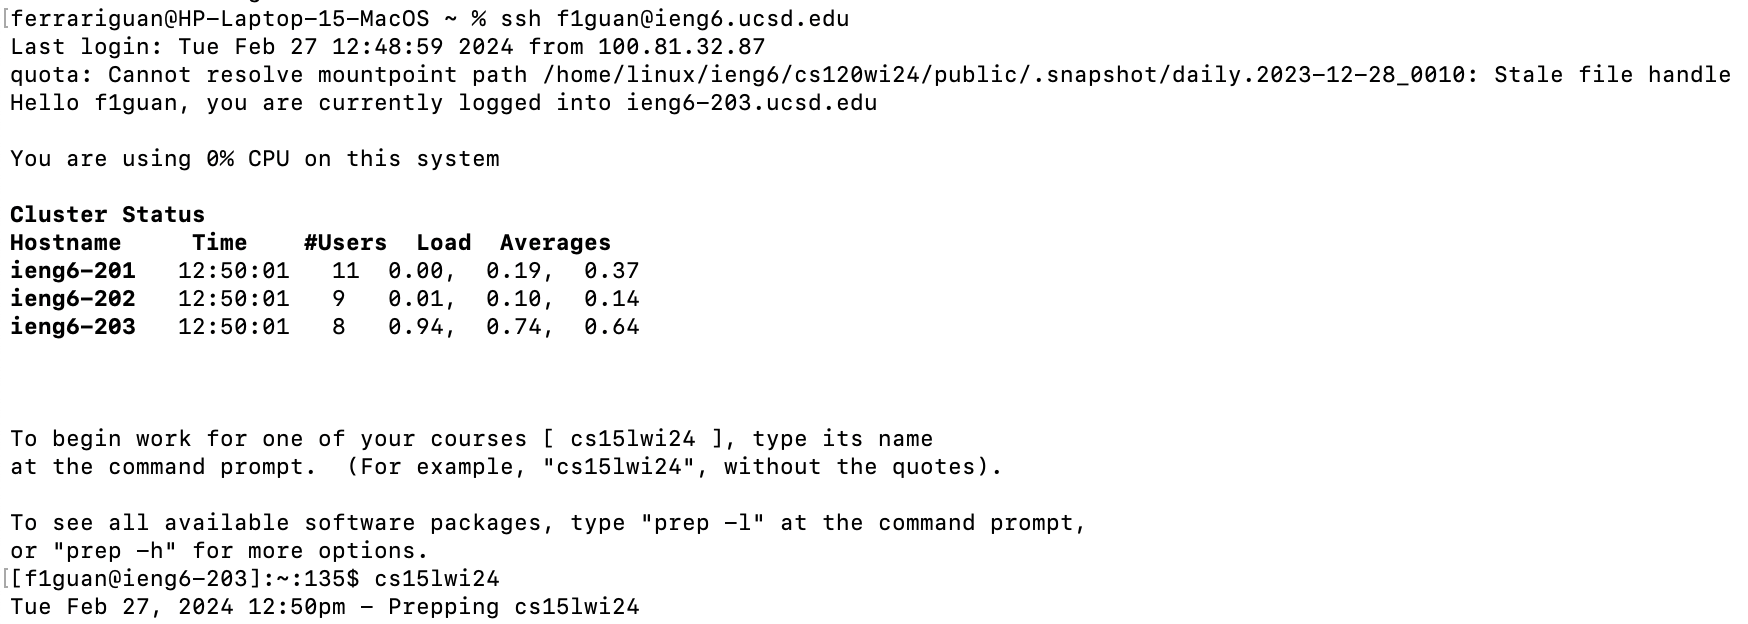 [ferrariguan@HP-Laptop-15-MacOS ~ % ssh f1guan@ieng6.ucsd.edu
Last login: Tue Feb 27 12:48:59 2024 from 100.81.32.87
quota: Cannot resolve mountpoint path /home/linux/ieng6/cs120wi24/public/.snapshot/daily.2023-12-28_0010: Stale file handle
Hello f1guan, you are currently logged into ieng6-203.ucsd.edu
You are using 0% CPU on this system
Cluster Status
Hostname     Time    #Users  Load  Averages
ieng6-201   12:50:01   11  0.00,  0.19,  0.37
ieng6-202   12:50:01   9   0.01,  0.10,  0.14
ieng6-203   12:50:01   8   0.94,  0.74,  0.64
To begin work for one of your courses [ cs15lwi24 ], type its name
at the command prompt.  (For example, "cs15lwi24", without the quotes).
To see all available software packages, type "prep -l" at the command prompt,
or "prep -h" for more options.
[[f1guan@ieng6-203]:~:135$ cs15lwi24
Tue Feb 27, 2024 12:50pm - Prepping cs15lwi24